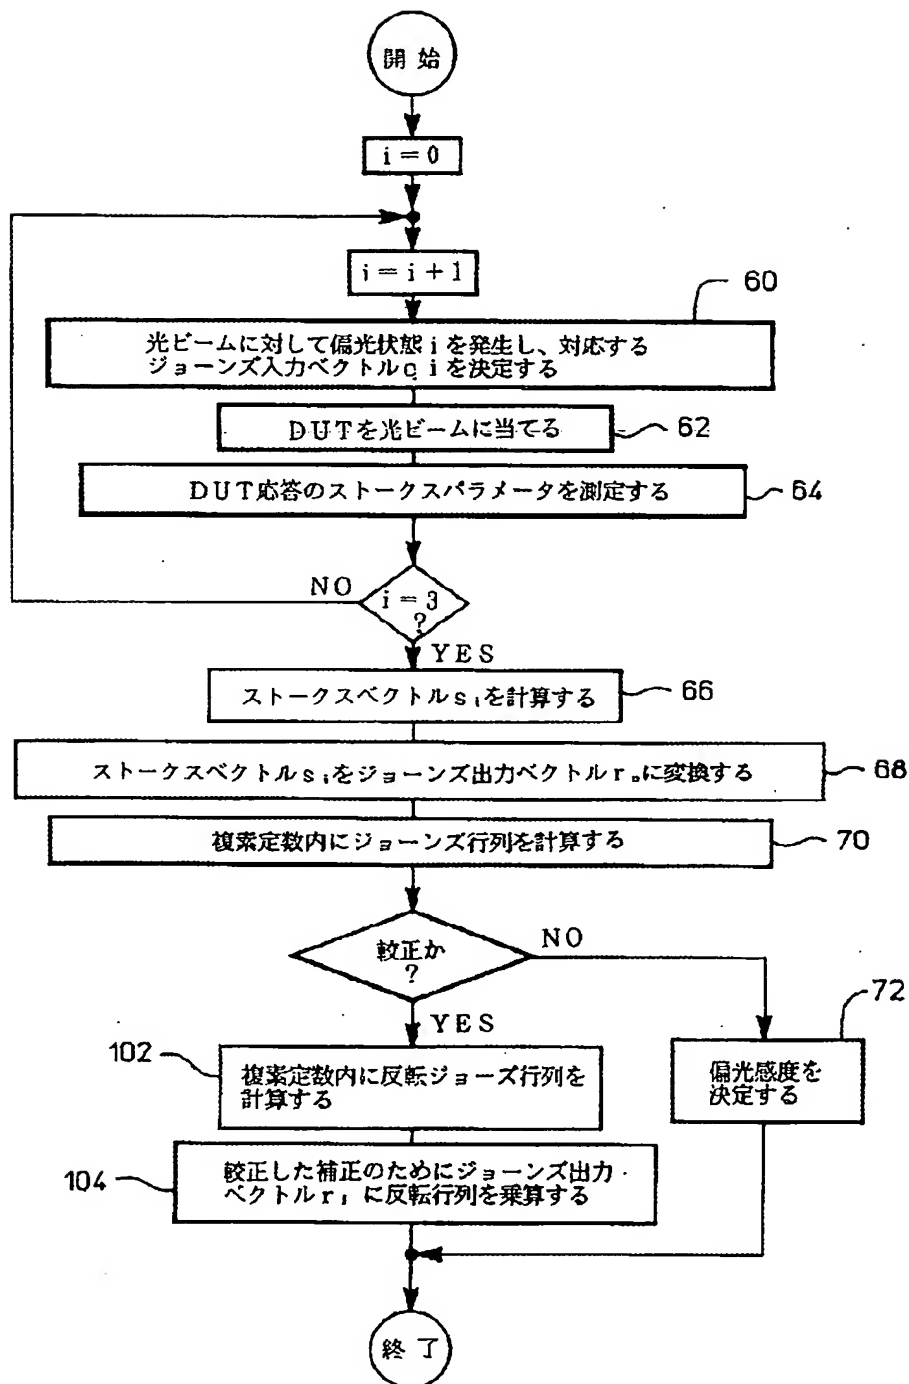 開始
i=0
i=i+1
60
光ビームに対して偏光状態iを発生し、対応する
ジョーンズ入力ベクトルq iを決定する
DUTを光ビームに当てる
62
DUT応答のストークスパラメータを測定する
64
NO
i=3
?
YES
ストークスベクトルsiを計算する
66
ストークスベクトルsiをジョーンズ出力ベクトルr に変換する
68
複素定数内にジョーンズ行列を計算する
70
較正か
?
NO
YES
72
102
複素定数内に反転ジョーズ行列を
計算する
偏光感度を
決定する
104
較正した補正のためにジョーンズ出力
ベクトルriに反転行列を乗算する
終了